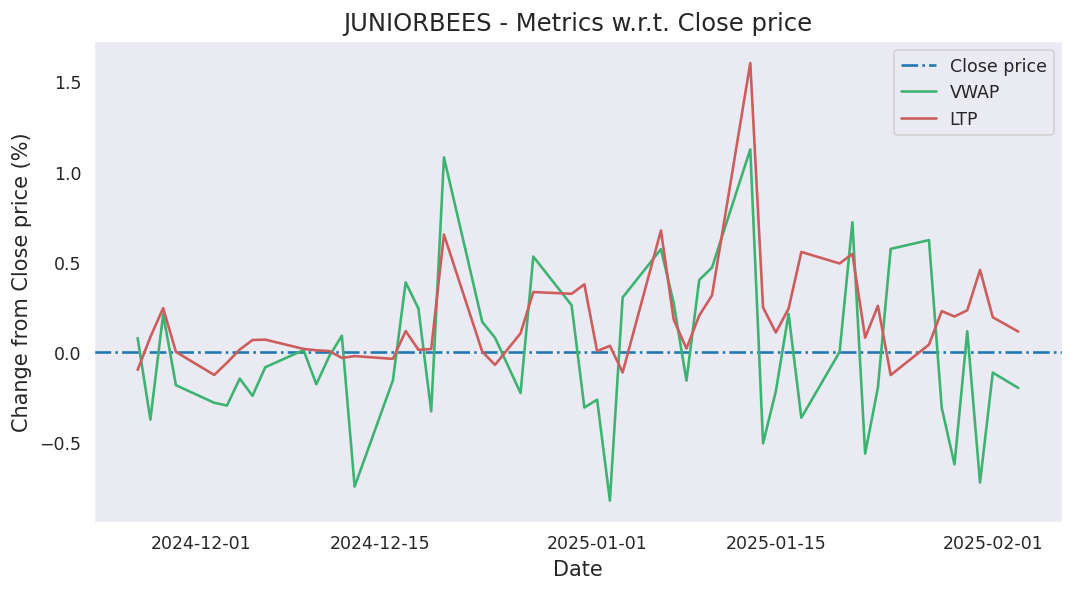 JUNIORBEES - Metrics w.r.t. Close price
Close price
VWAP
LTP
Change from Close price (%)
1.5
1.0
0.5
0.0
−0.5
2024-12-01
2024-12-15
2025-01-01
2025-01-15
2025-02-01
Date